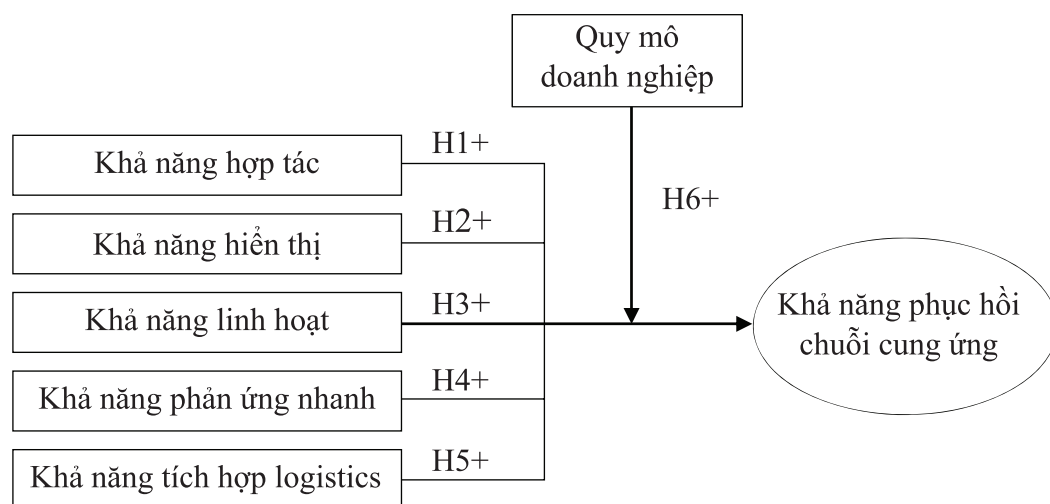 Quy mô
doanh nghiệp
H1+
Khả năng hợp tác
H6+
H2+
Khả năng hiển thị
H3+
Khả năng linh hoạt
Khả năng phục hồi
chuỗi cung ứng
H4+
Khả năng phản ứng nhanh
H5+
Khả năng tích hợp logistics